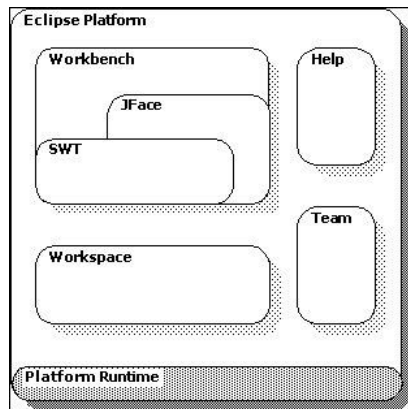 Eclipse Platform
Workbench
Help
JFace
SWT
Team
Workspace
Platform Runtime